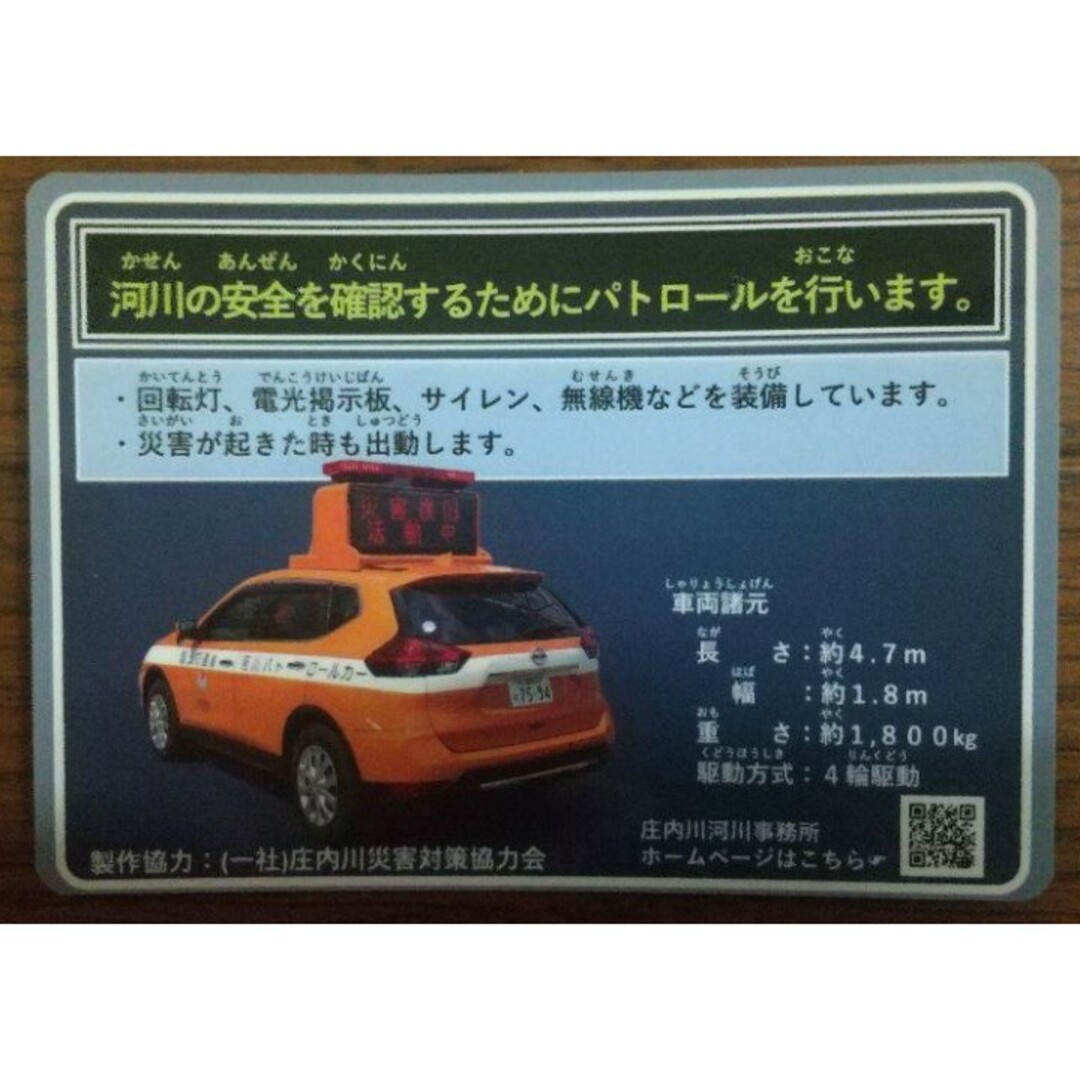 かせん あんぜん かくにん おこな
河川の安全を確認するためにパトロールを行います。
かいてんとう でんこうけいじばん むせんき そうび
・回転灯、電光掲示板、サイレン、無線機などを装備しています。
さいがい お とき しゅつどう
・災害が起きた時も出動します。
災害復旧
活動中
河川パトロールカー
75-94
しゃりょうしょげん
車両諸元
なが やく
長 さ：約4.7m
はば やく
幅 ：約1.8m
おも やく
重 さ：約1,800kg
くどうほうしき りんくどう
駆動方式：4輪駆動
庄内川河川事務所
ホームページはこちら☞
製作協力：(一社)庄内川災害対策協力会